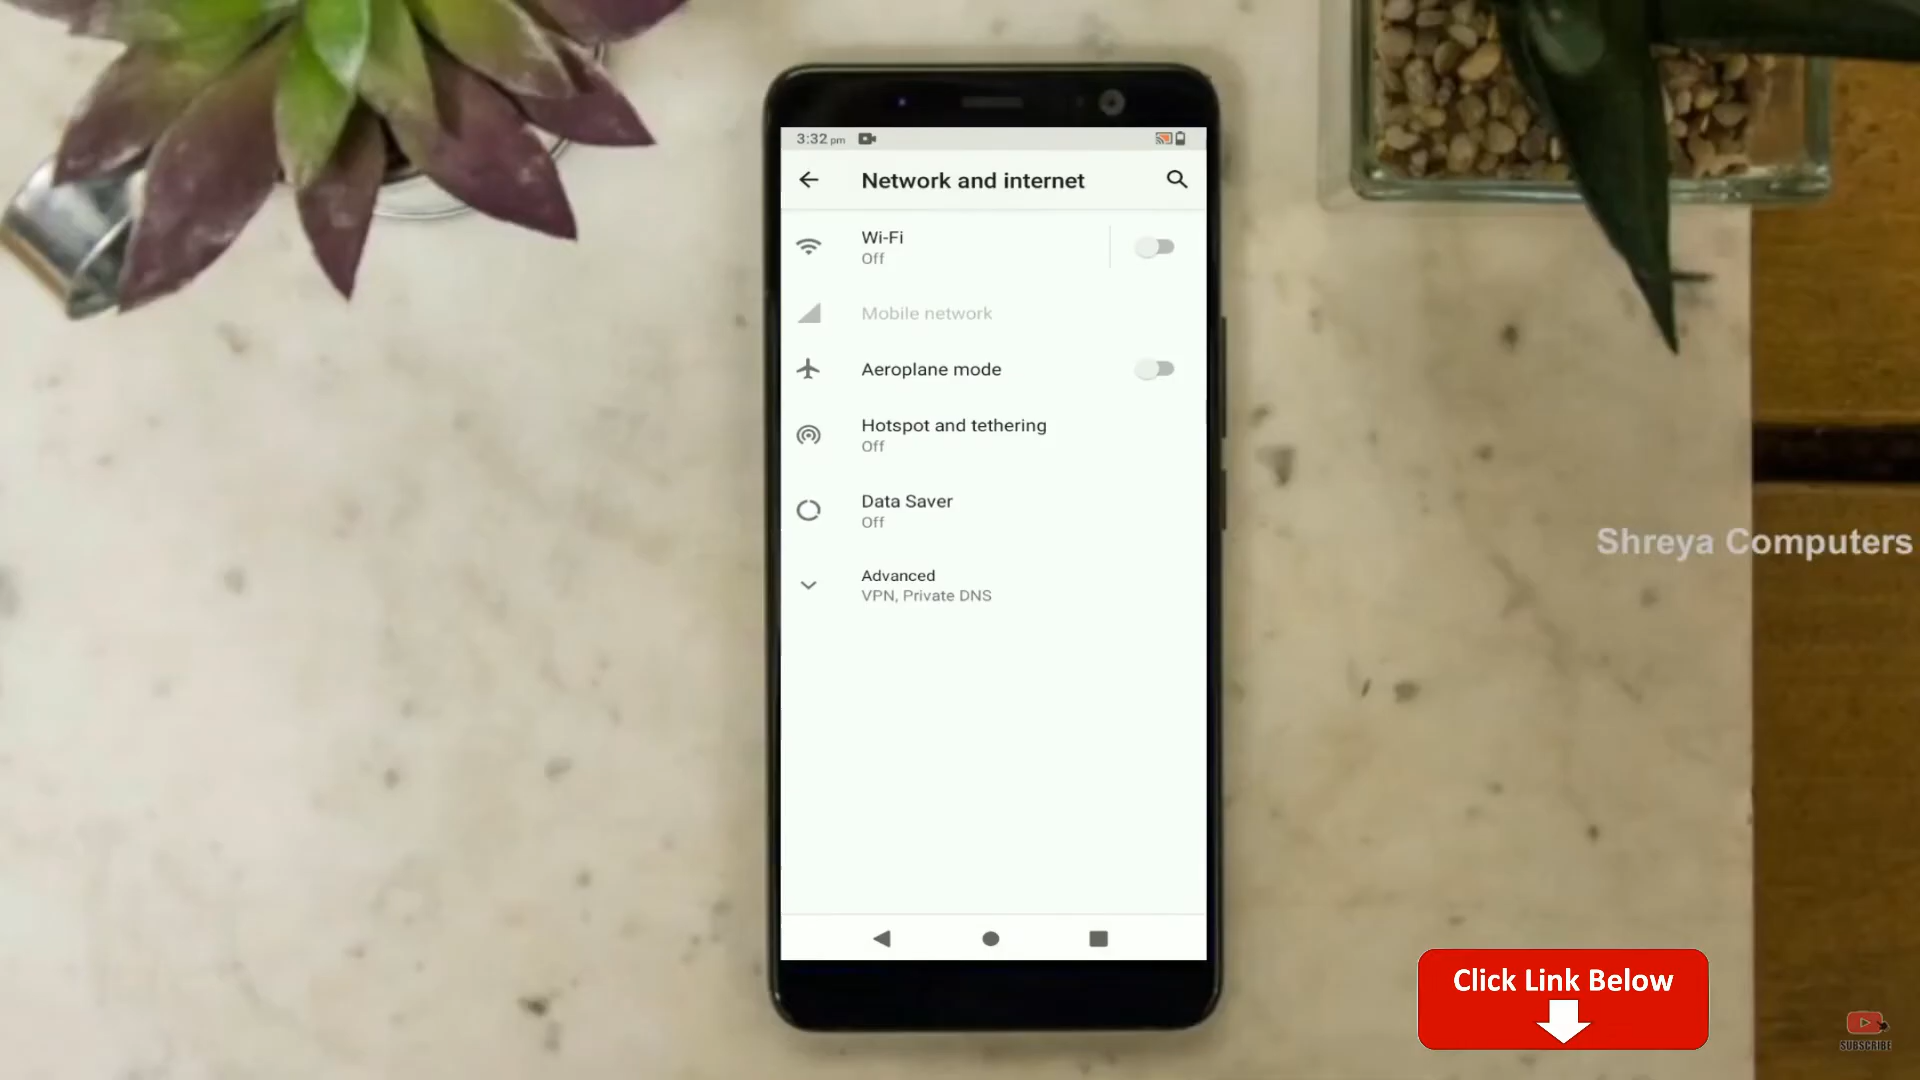 3:32 pm
Network and internet
Wi-Fi
Off
Mobile network
Aeroplane mode
Hotspot and tethering
Off
Data Saver
Off
Advanced
VPN, Private DNS
Shreya Computers
Click Link Below
SUBSCRIBE